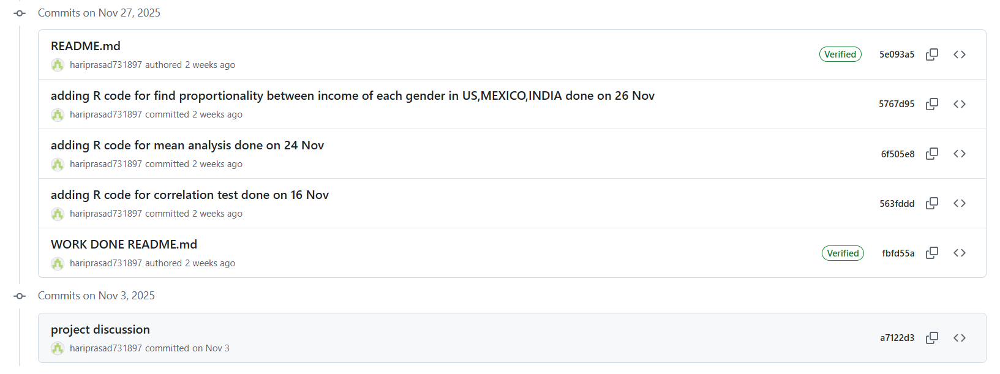 Commits on Nov 27, 2025
README.md
hariprasad731897 authored 2 weeks ago
Verified
5e093a5
adding R code for find proportionality between income of each gender in US,MEXICO,INDIA done on 26 Nov
hariprasad731897 committed 2 weeks ago
5767d95
adding R code for mean analysis done on 24 Nov
hariprasad731897 committed 2 weeks ago
6f505e8
adding R code for correlation test done on 16 Nov
hariprasad731897 committed 2 weeks ago
563fddd
WORK DONE README.md
hariprasad731897 authored 2 weeks ago
Verified
fbfd55a
Commits on Nov 3, 2025
project discussion
hariprasad731897 committed on Nov 3
a7122d3